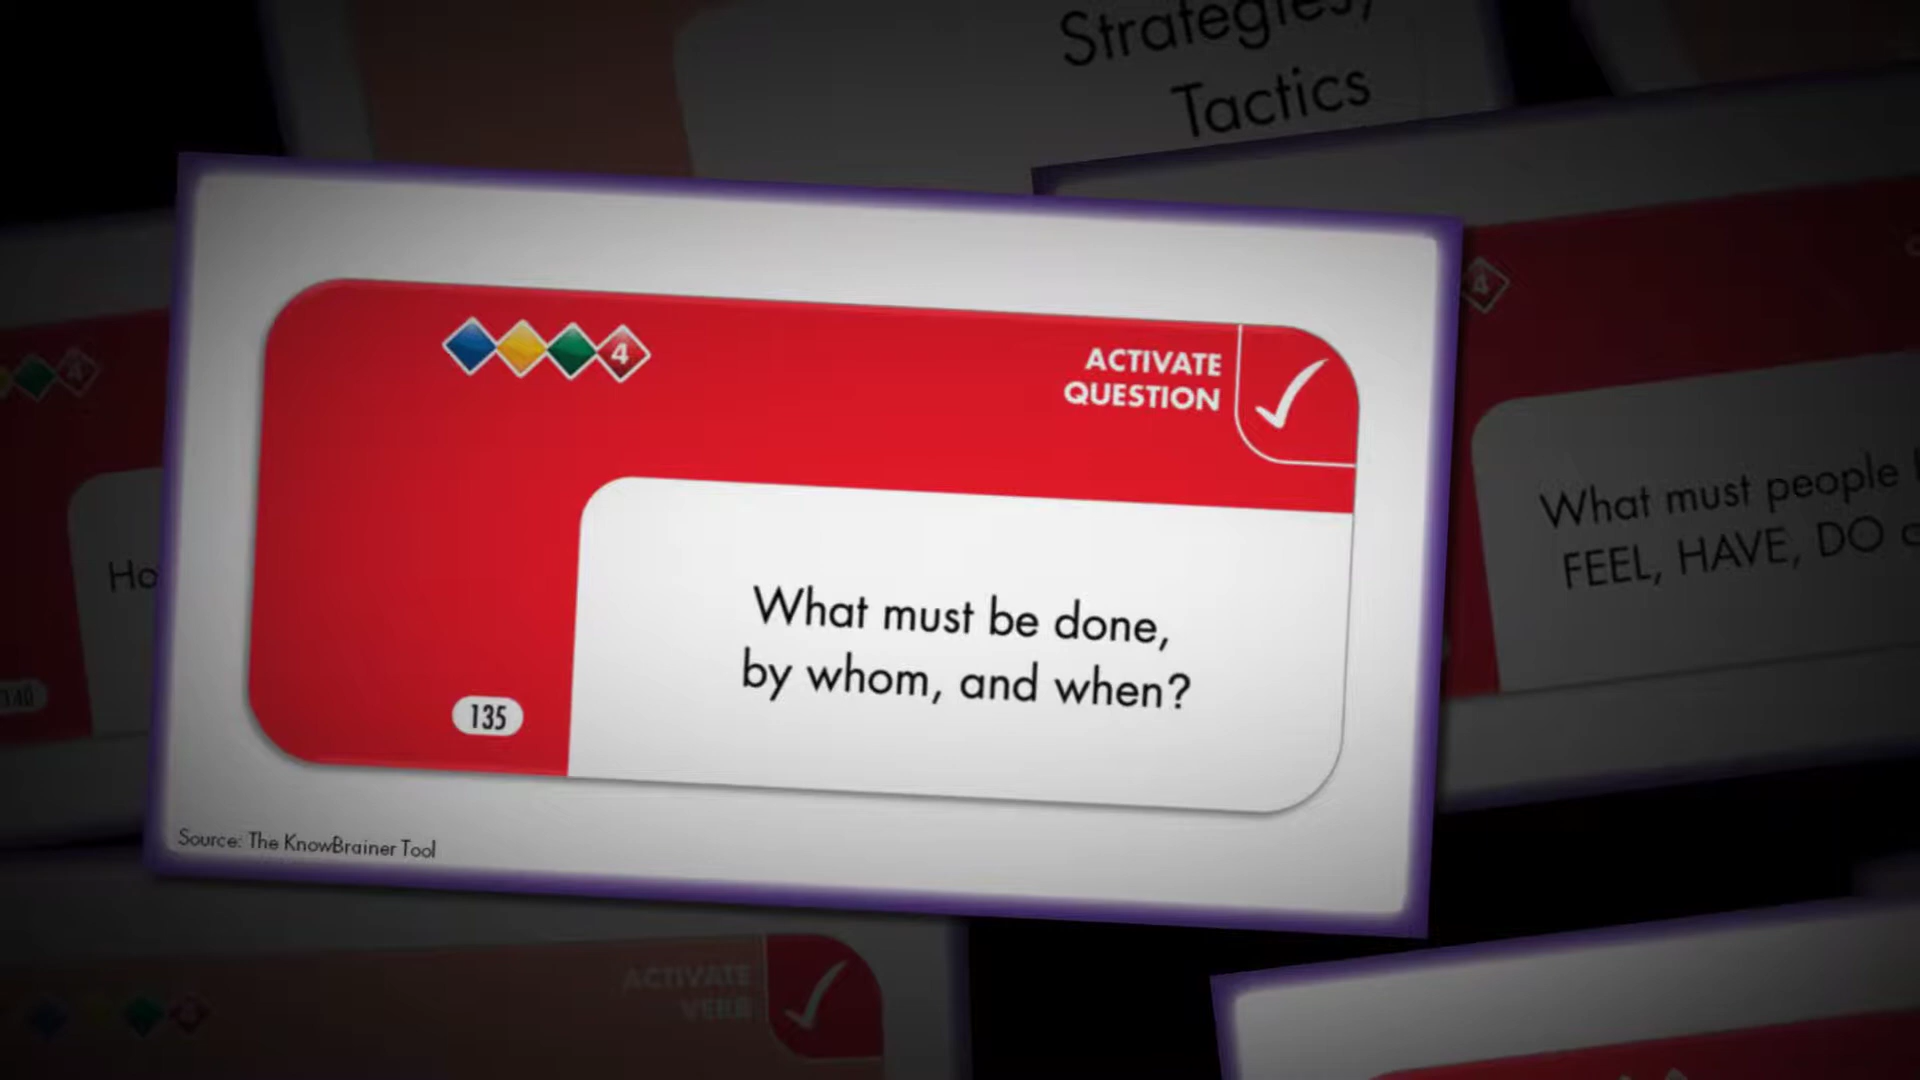 Strategies,
Tactics
4
ACTIVATE
QUESTION
What must be done,
by whom, and when?
135
Source: The KnowBrainer Tool
4
What must people
FEEL, HAVE, DO
4
140
ACTIVATE
VERB